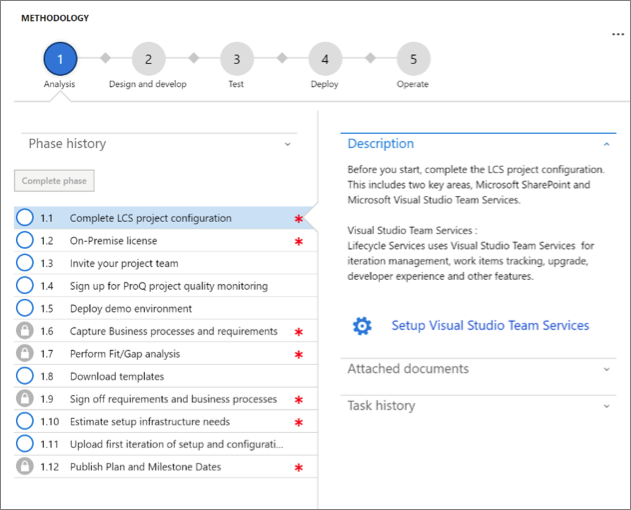 METHODOLOGY
1
2
3
4
5
Analysis
Design and develop
Test
Deploy
Operate
Phase history
Complete phase
1.1 Complete LCS project configuration *
1.2 On-Premise license *
1.3 Invite your project team
1.4 Sign up for ProQ project quality monitoring
1.5 Deploy demo environment
1.6 Capture Business processes and requirements *
1.7 Perform Fit/Gap analysis *
1.8 Download templates
1.9 Sign off requirements and business processes *
1.10 Estimate setup infrastructure needs *
1.11 Upload first iteration of setup and configurati...
1.12 Publish Plan and Milestone Dates *
Description
Before you start, complete the LCS project configuration.
This includes two key areas, Microsoft SharePoint and
Microsoft Visual Studio Team Services.
Visual Studio Team Services :
Lifecycle Services uses Visual Studio Team Services for
iteration management, work items tracking, upgrade,
developer experience and other features.
Setup Visual Studio Team Services
Attached documents
Task history